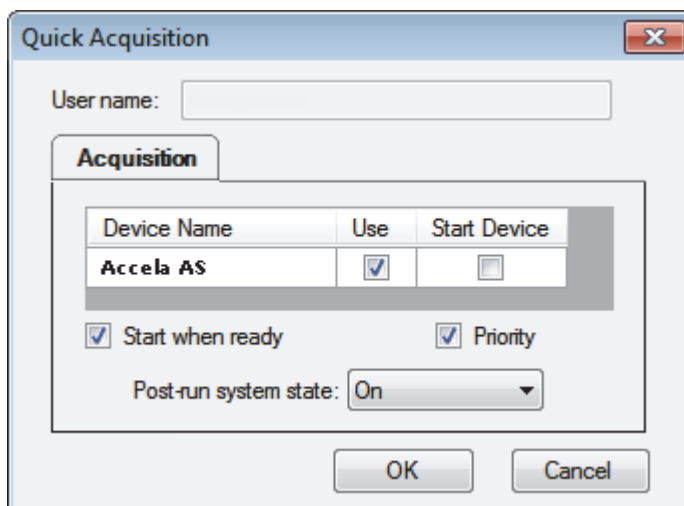 Quick Acquisition
User name:
Acquisition
Device Name Use Start Device
Accela AS
Start when ready Priority
Post-run system state: On
OK Cancel